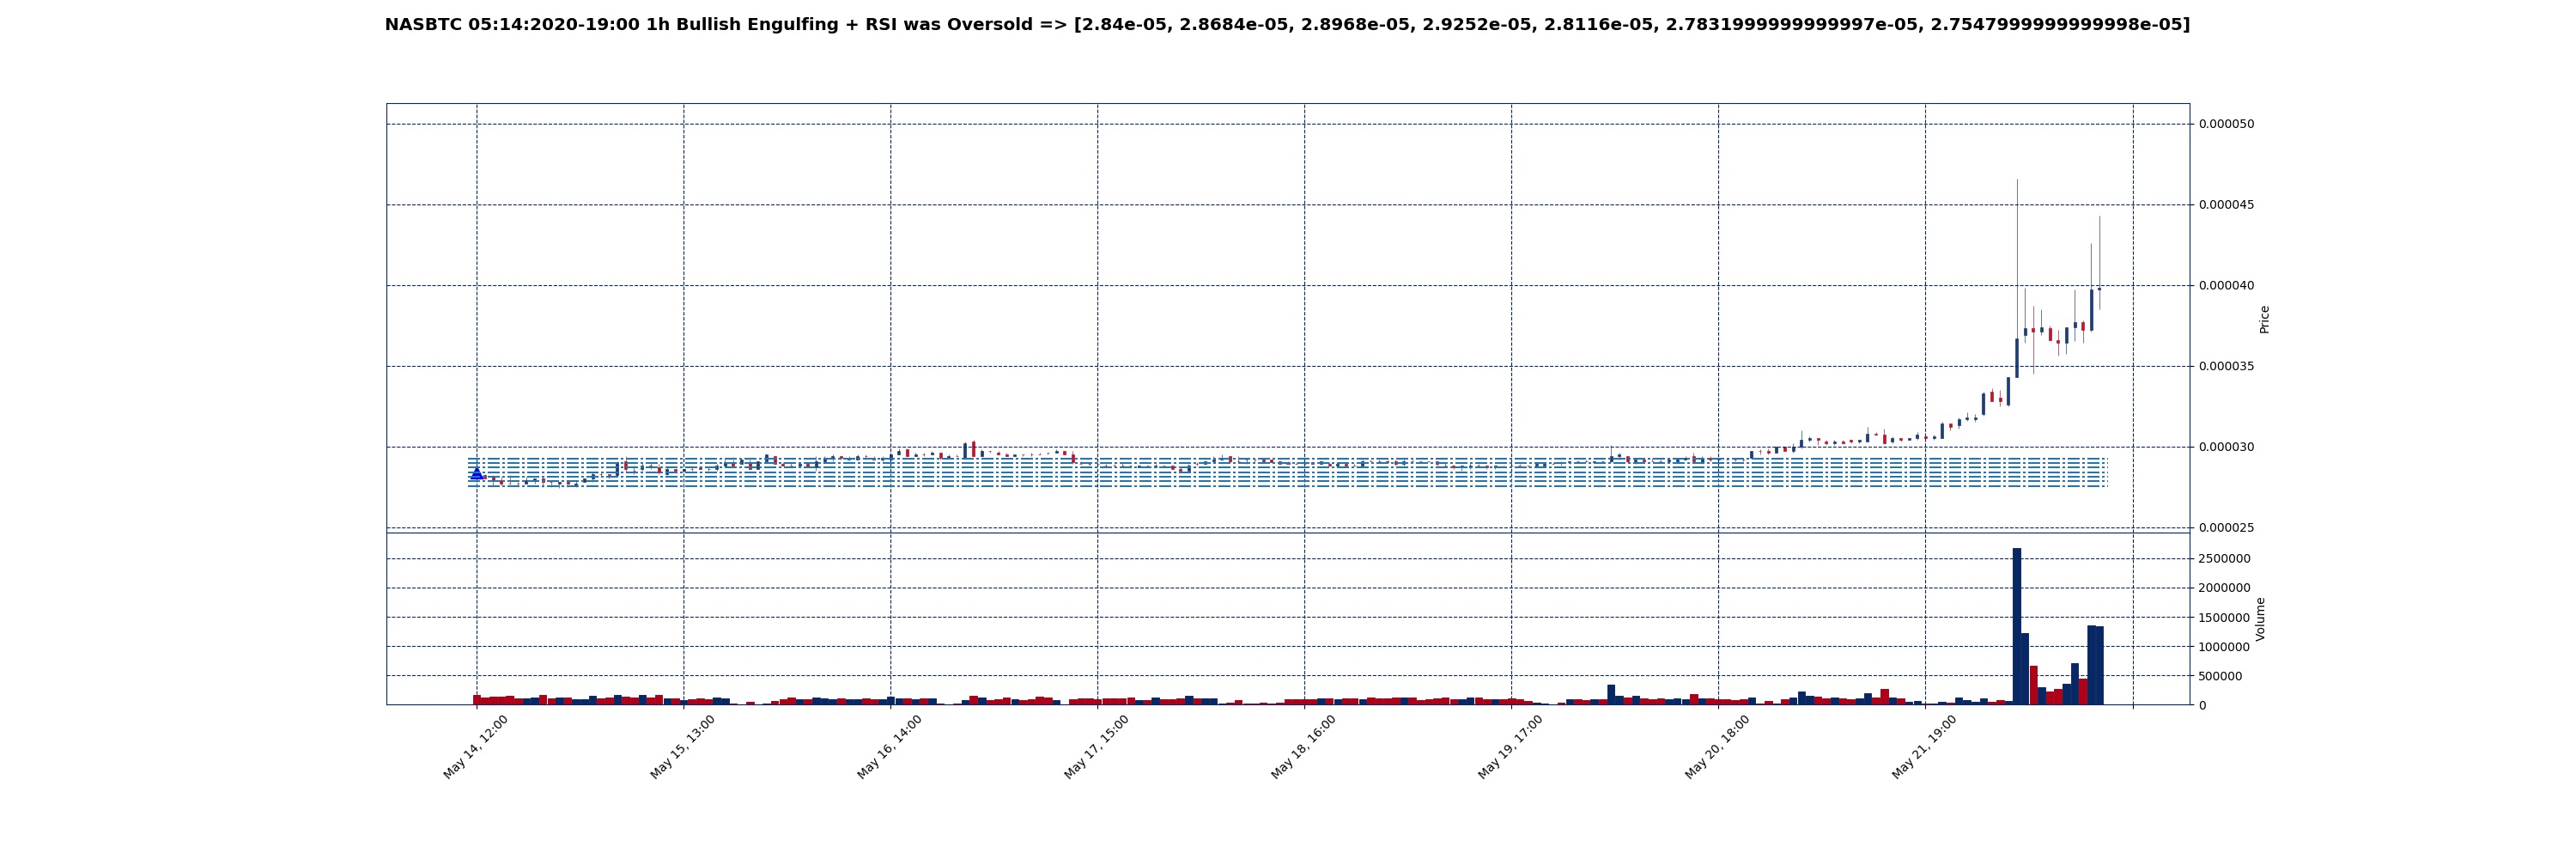 NASBTC 05:14:2020-19:00 1h Bullish Engulfing + RSI was Oversold => [2.84e-05, 2.8684e-05, 2.8968e-05, 2.9252e-05, 2.8116e-05, 2.7831999999999997e-05, 2.7547999999999998e-05]
0.000050
0.000045
0.000040
Price
0.000035
0.000030
0.000025
2500000
2000000
1500000
Volume
1000000
500000
0
May 14, 12:00
May 15, 13:00
May 16, 14:00
May 17, 15:00
May 18, 16:00
May 19, 17:00
May 20, 18:00
May 21, 19:00